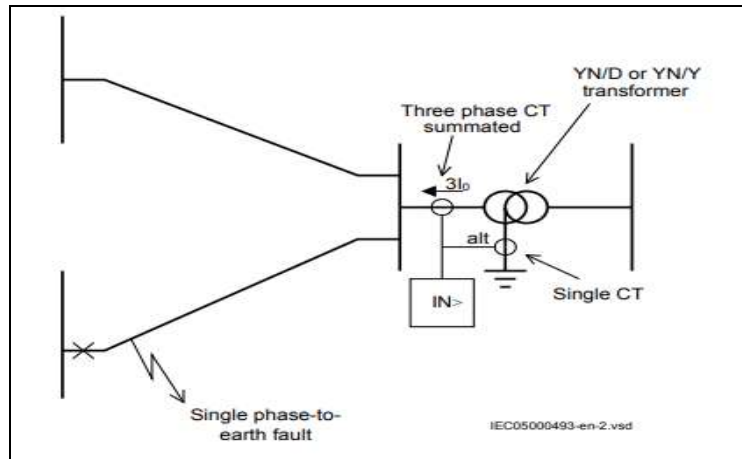 YN/D or YN/Y
transformer
Three phase CT
summated
3I₀
alt
IN>
Single CT
Single phase-to-
earth fault
IEC05000493-en-2.vsd